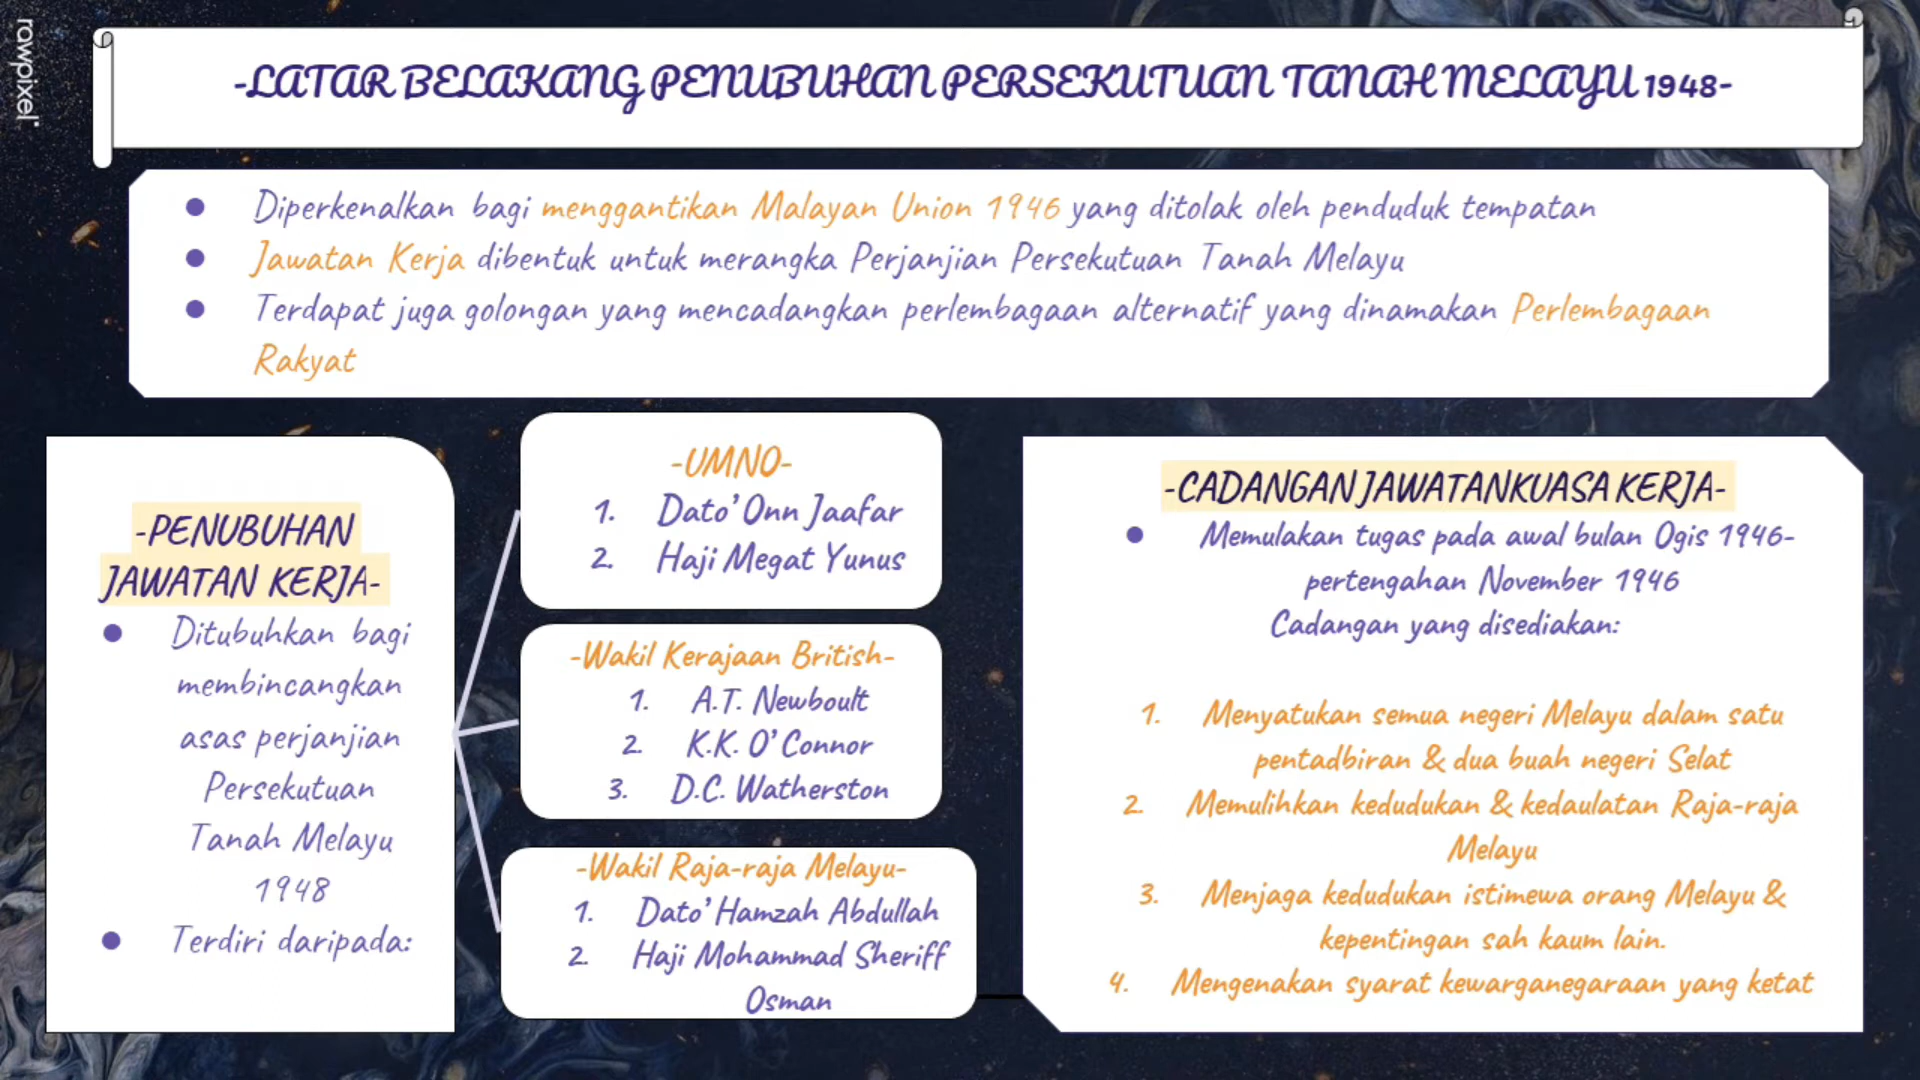 rawpixel
-LATAR BELAKANG PENUBUHAN PERSEKUTUAN TANAH MELAYU 1948-
● Diperkenalkan bagi menggantikan Malayan Union 1946 yang ditolak oleh penduduk tempatan
● Jawatan Kerja dibentuk untuk merangka Perjanjian Persekutuan Tanah Melayu
● Terdapat juga golongan yang mencadangkan perlembagaan alternatif yang dinamakan Perlembagaan
Rakyat
-PENUBUHAN
JAWATAN KERJA-
● Ditubuhkan bagi
membincangkan
asas perjanjian
Persekutuan
Tanah Melayu
1948
● Terdiri daripada:
-UMNO-
1. Dato' Onn Jaafar
2. Haji Megat Yunus
-Wakil Kerajaan British-
1. A.T. Newboult
2. K.K. O'Connor
3. D.C. Watherston
-Wakil Raja-raja Melayu-
1. Dato' Hamzah Abdullah
2. Haji Mohammad Sheriff
Osman
-CADANGAN JAWATANKUASA KERJA-
● Memulakan tugas pada awal bulan Ogis 1946-
pertengahan November 1946
Cadangan yang disediakan:
1. Menyatukan semua negeri Melayu dalam satu
pentadbiran & dua buah negeri Selat
2. Memulihkan kedudukan & kedaulatan Raja-raja
Melayu
3. Menjaga kedudukan istimewa orang Melayu &
kepentingan sah kaum lain.
4. Mengenakan syarat kewarganegaraan yang ketat